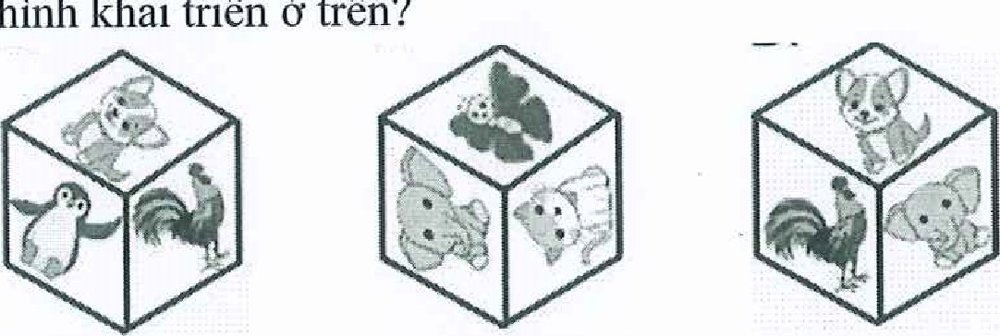 hình khai triển ở trên?